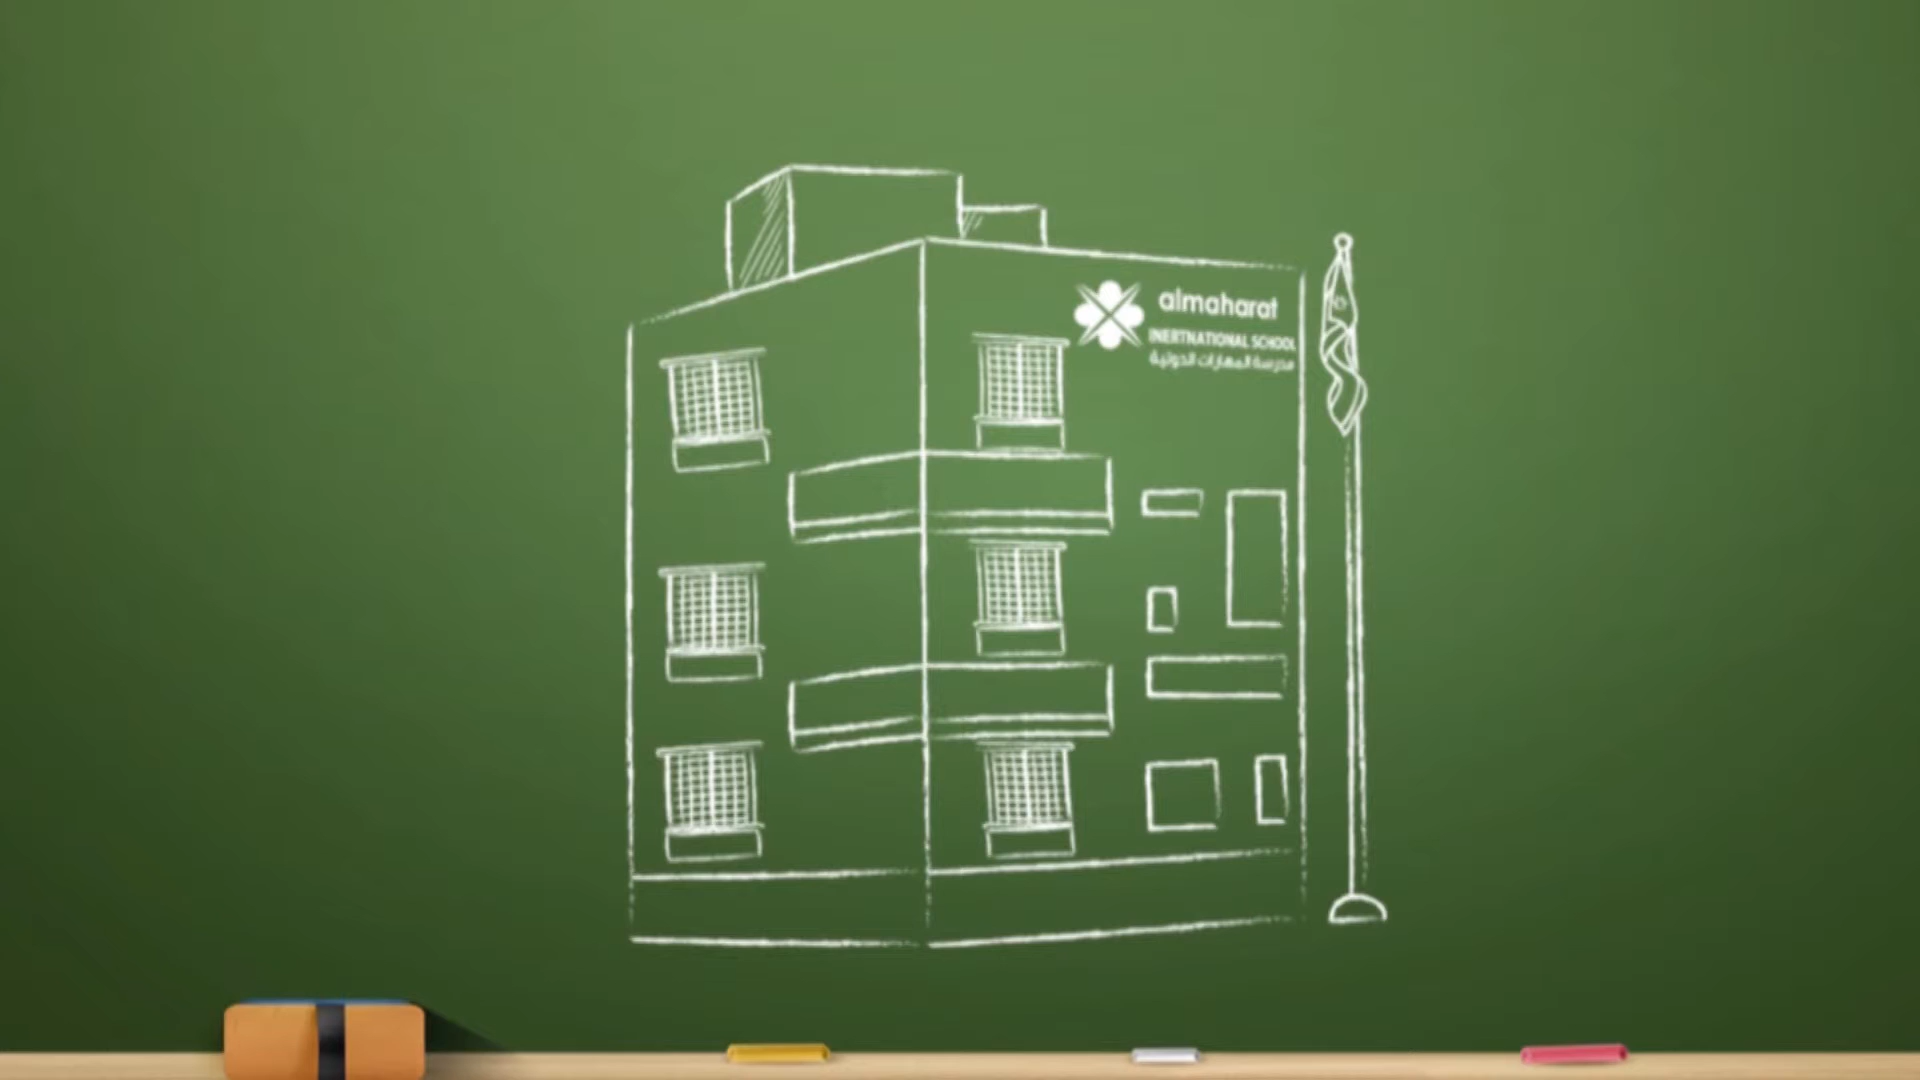 almaharat
INERTNATIONAL SCHOOL
مدرسة المهارات الدولية